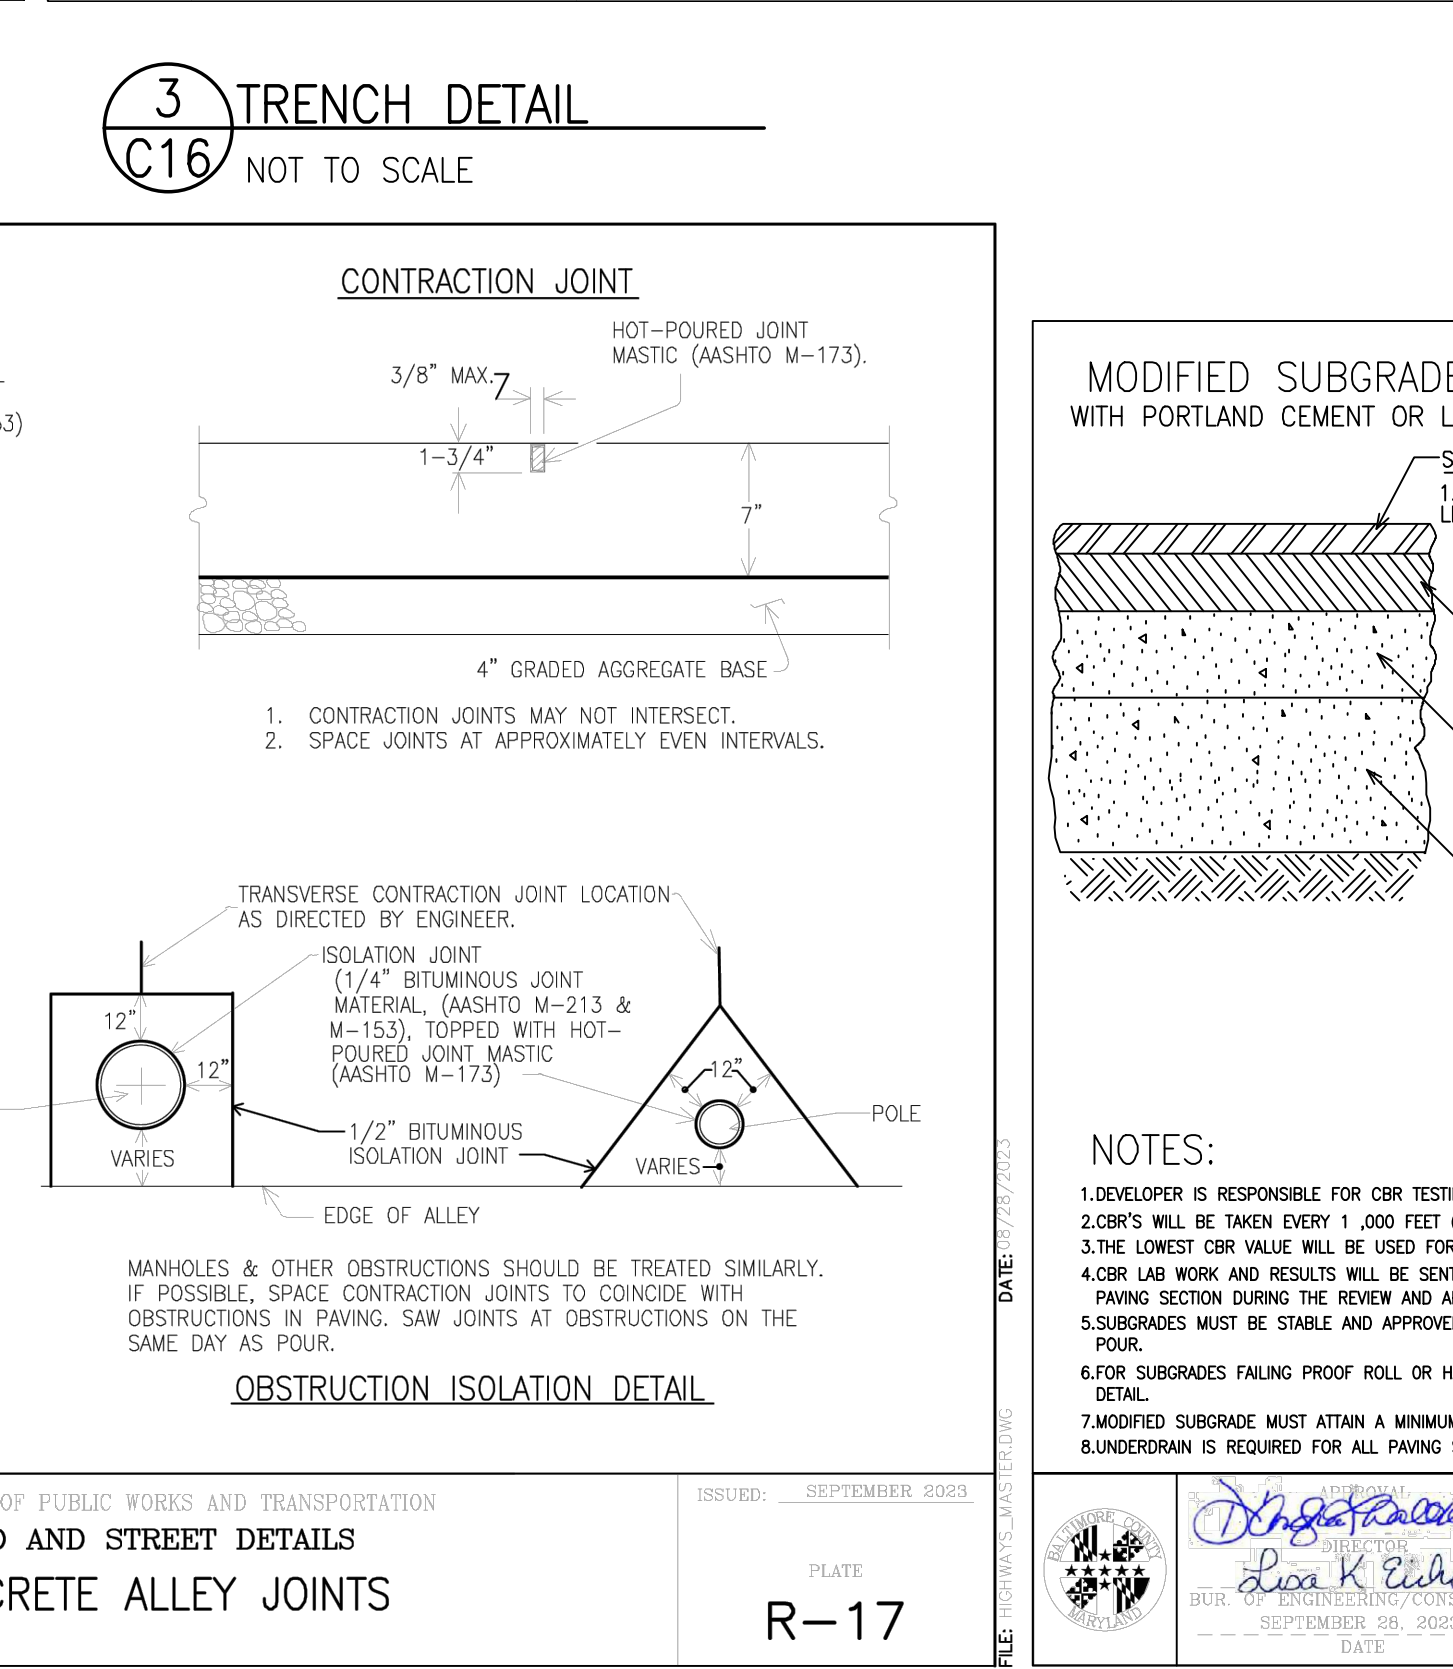 3
C16
TRENCH DETAIL
NOT TO SCALE
CONTRACTION JOINT
HOT-POURED JOINT
MASTIC (AASHTO M-173).
3/8" MAX.
1-3/4"
7"
4" GRADED AGGREGATE BASE
1. CONTRACTION JOINTS MAY NOT INTERSECT.
2. SPACE JOINTS AT APPROXIMATELY EVEN INTERVALS.
TRANSVERSE CONTRACTION JOINT LOCATION
AS DIRECTED BY ENGINEER.
ISOLATION JOINT
(1/4" BITUMINOUS JOINT
MATERIAL, (AASHTO M-213 &
M-153), TOPPED WITH HOT-
POURED JOINT MASTIC
(AASHTO M-173)
12"
12"
12"
POLE
1/2" BITUMINOUS
ISOLATION JOINT
VARIES
VARIES
EDGE OF ALLEY
MANHOLES & OTHER OBSTRUCTIONS SHOULD BE TREATED SIMILARLY.
IF POSSIBLE, SPACE CONTRACTION JOINTS TO COINCIDE WITH
OBSTRUCTIONS IN PAVING. SAW JOINTS AT OBSTRUCTIONS ON THE
SAME DAY AS POUR.
OBSTRUCTION ISOLATION DETAIL
OF PUBLIC WORKS AND TRANSPORTATION
AND STREET DETAILS
CRETE ALLEY JOINTS
ISSUED: SEPTEMBER 2023
PLATE
R-17
DATE: 08/28/2023
FILE: HIGHWAYS_MASTER.DWG
MODIFIED SUBGRADE
WITH PORTLAND CEMENT OR L
S
1.
LI
NOTES:
1.DEVELOPER IS RESPONSIBLE FOR CBR TESTI
2.CBR'S WILL BE TAKEN EVERY 1 ,000 FEET
3.THE LOWEST CBR VALUE WILL BE USED FOR
4.CBR LAB WORK AND RESULTS WILL BE SENT
PAVING SECTION DURING THE REVIEW AND A
5.SUBGRADES MUST BE STABLE AND APPROVE
POUR.
6.FOR SUBGRADES FAILING PROOF ROLL OR H
DETAIL.
7.MODIFIED SUBGRADE MUST ATTAIN A MINIMUM
8.UNDERDRAIN IS REQUIRED FOR ALL PAVING
BALTIMORE COUNTY
MARYLAND
APPROVAL
DIRECTOR
Lisa K
BUR. OF ENGINEERING/CONS
SEPTEMBER 28, 2023
DATE